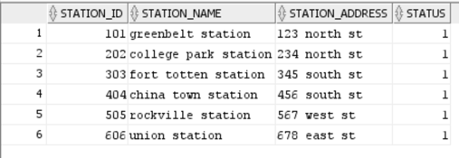 STATION_ID STATION_NAME STATION_ADDRESS STATUS
1 101 greenbelt station 123 north st 1
2 202 college park station 234 north st 1
3 303 fort totten station 345 south st 1
4 404 china town station 456 south st 1
5 505 rockville station 567 west st 1
6 606 union station 678 east st 1